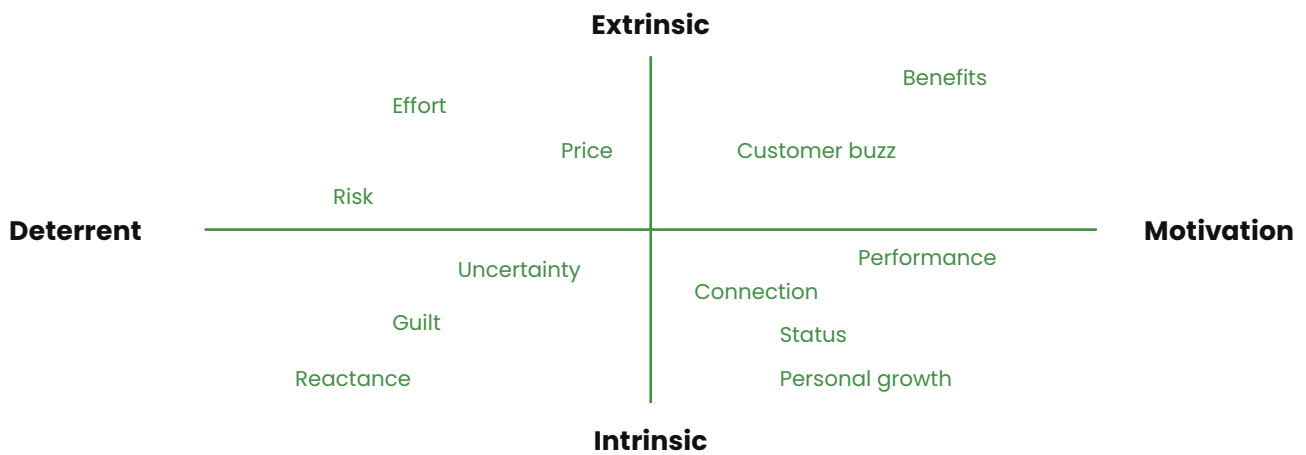 Extrinsic
Benefits
Effort
Price
Customer buzz
Risk
Deterrent
Motivation
Performance
Uncertainty
Connection
Guilt
Status
Reactance
Personal growth
Intrinsic